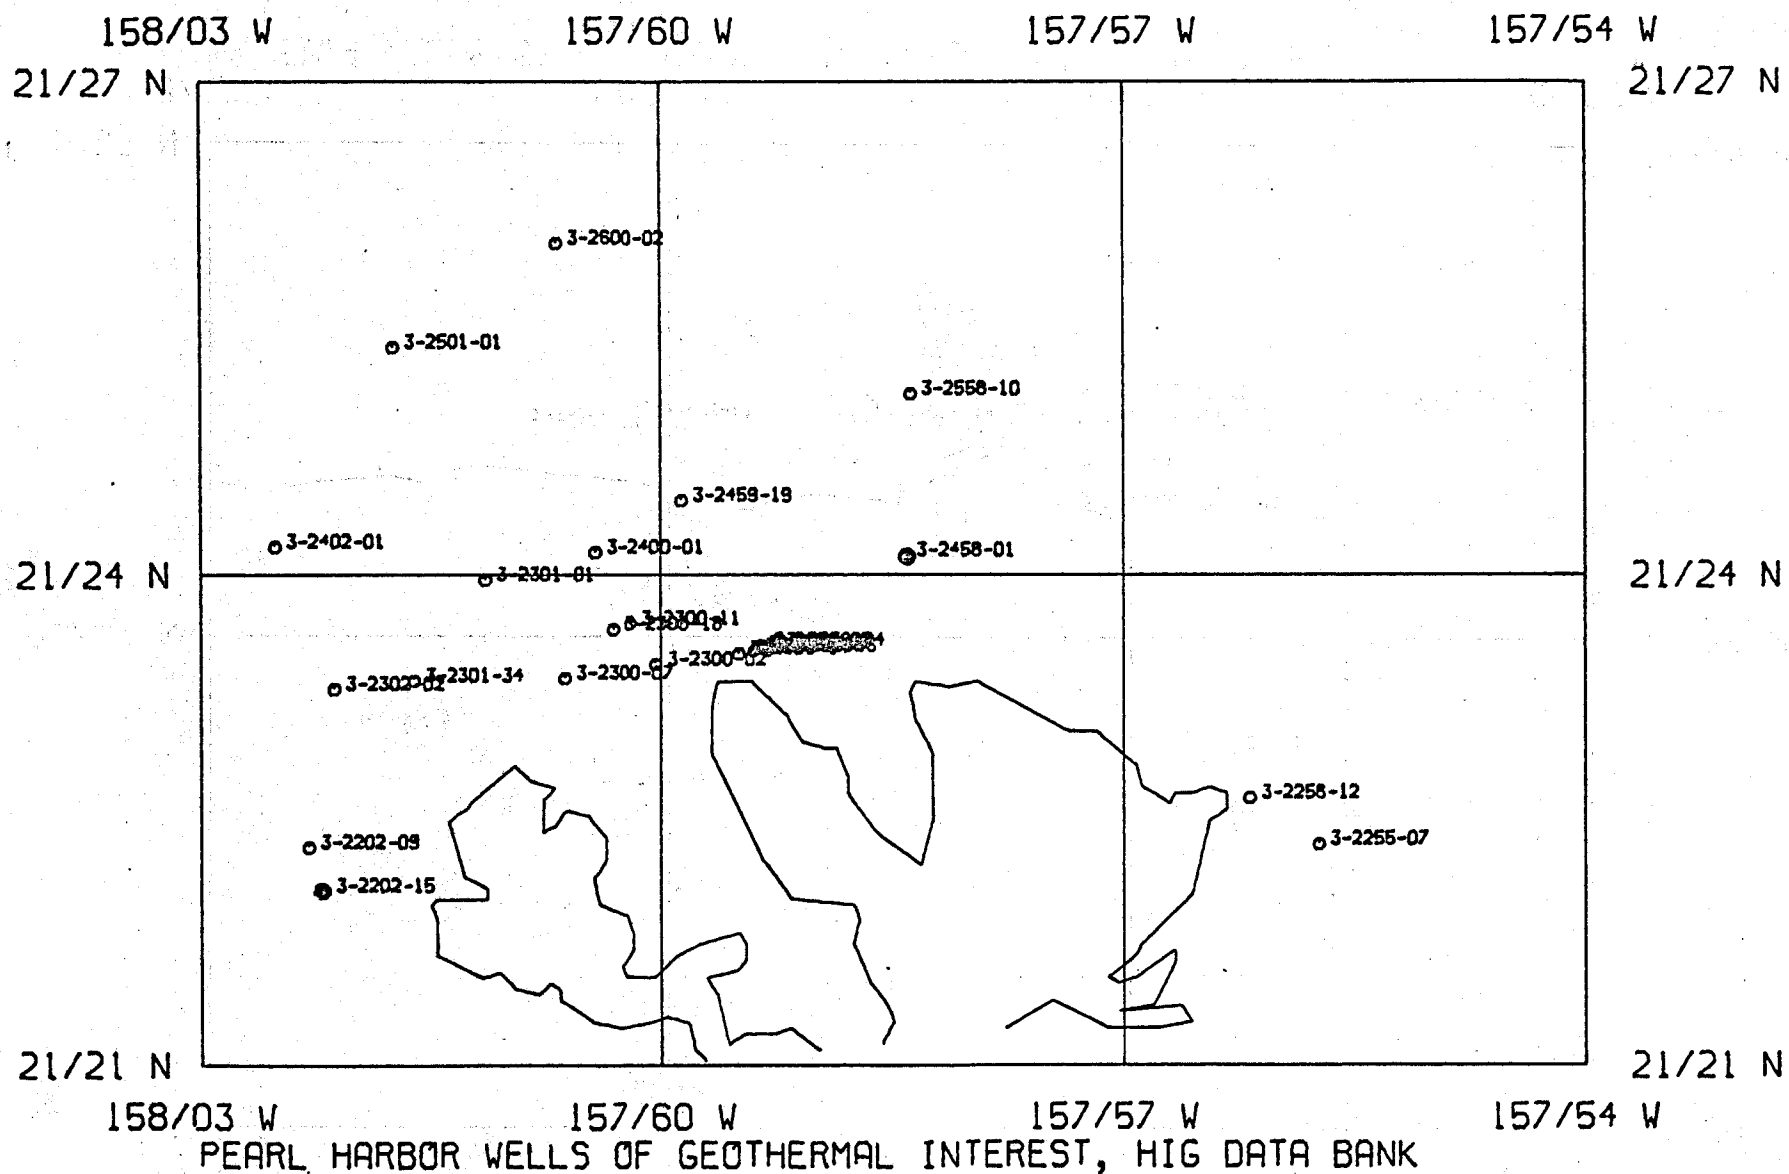 158/03 W 157/60 W 157/57 W 157/54 W
21/27 N 21/27 N
3-2600-02
3-2501-01
3-2558-10
3-2459-19
3-2402-01 3-2400-01 3-2458-01
21/24 N 3-2301-01 21/24 N
3-2300-11
3-2300-02
3-2301-34 3-2300-07
3-2302-02
3-2258-12
3-2202-09 3-2255-07
3-2202-15
21/21 N 21/21 N
158/03 W 157/60 W 157/57 W 157/54 W
PEARL HARBOR WELLS OF GEOTHERMAL INTEREST, HIG DATA BANK